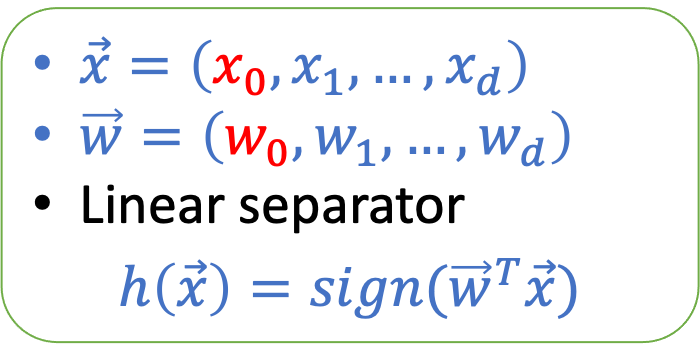 • x⃗ = (x₀, x₁, … , x_d)
• w⃗ = (w₀, w₁, … , w_d)
• Linear separator
h(x⃗) = sign(w⃗ᵀx⃗)